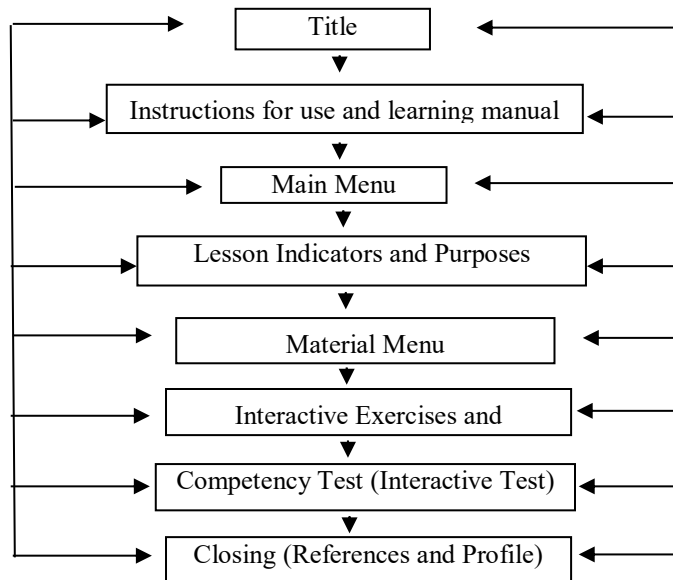 Title
Instructions for use and learning manual
Main Menu
Lesson Indicators and Purposes
Material Menu
Interactive Exercises and
Competency Test (Interactive Test)
Closing (References and Profile)